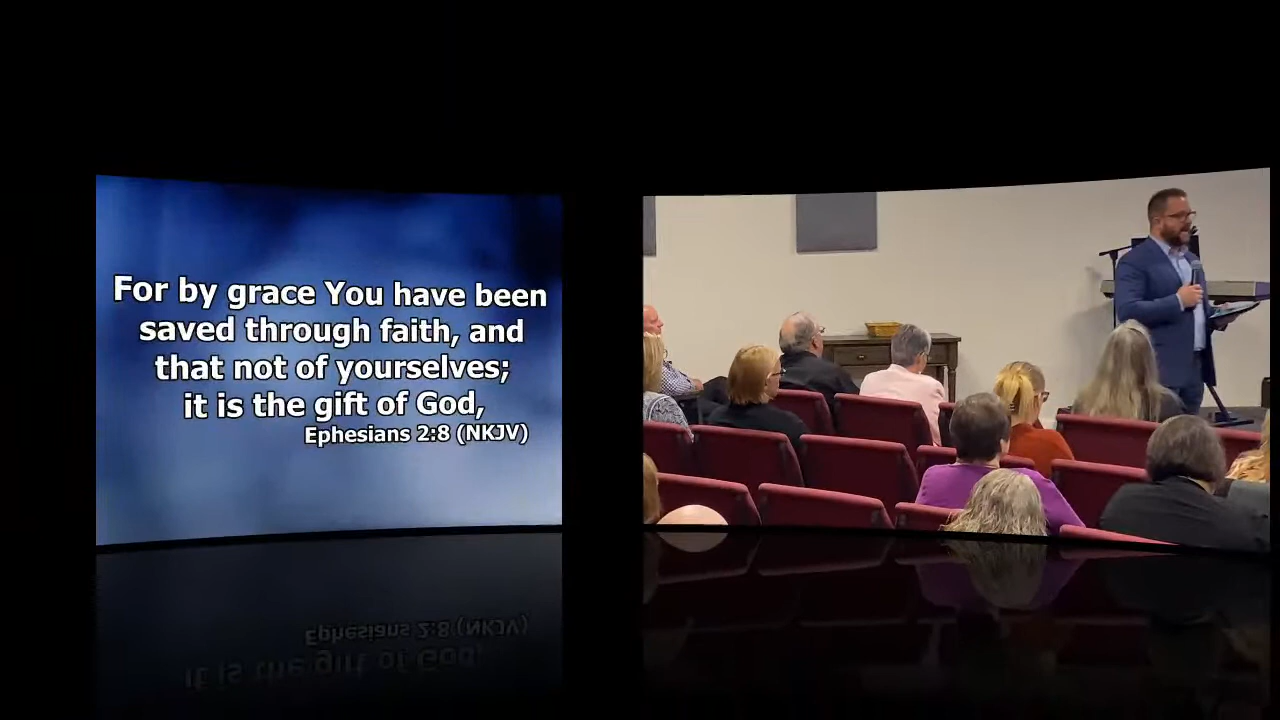 For by grace You have been
saved through faith, and
that not of yourselves;
it is the gift of God,
Ephesians 2:8 (NKJV)